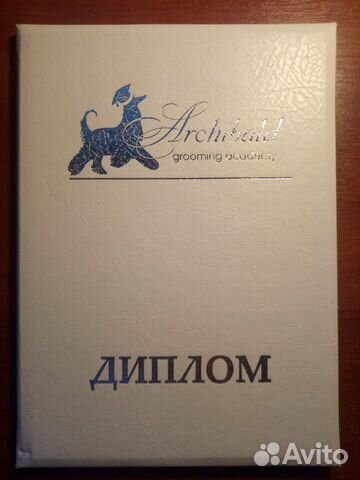 Archibald
grooming academy
ДИПЛОМ
Avito